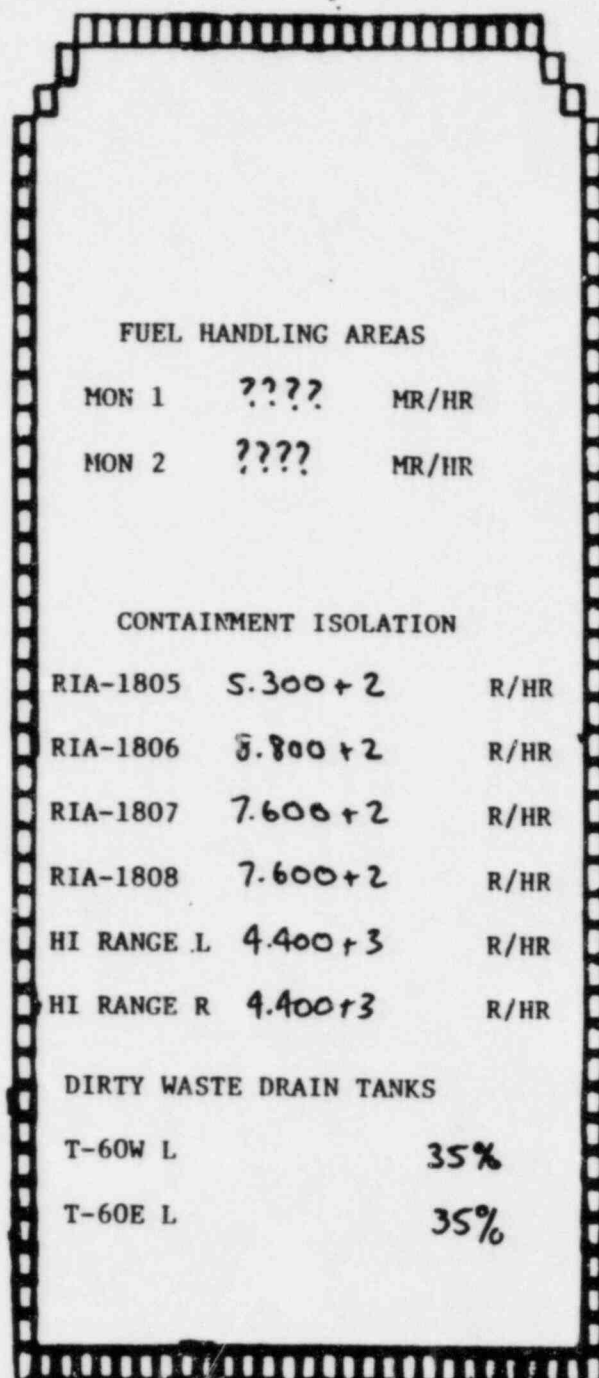 FUEL HANDLING AREAS
MON 1 ???? MR/HR
MON 2 ???? MR/HR
CONTAINMENT ISOLATION
RIA-1805 5.300+2 R/HR
RIA-1806 R/HR
RIA-1807 7.600+2 R/HR
RIA-1808 7.600+2 R/HR
HI RANGE L 4.400+3 R/HR
HI RANGE R 4.400+3 R/HR
DIRTY WASTE DRAIN TANKS
T-60W L 35%
T-60E L 35%